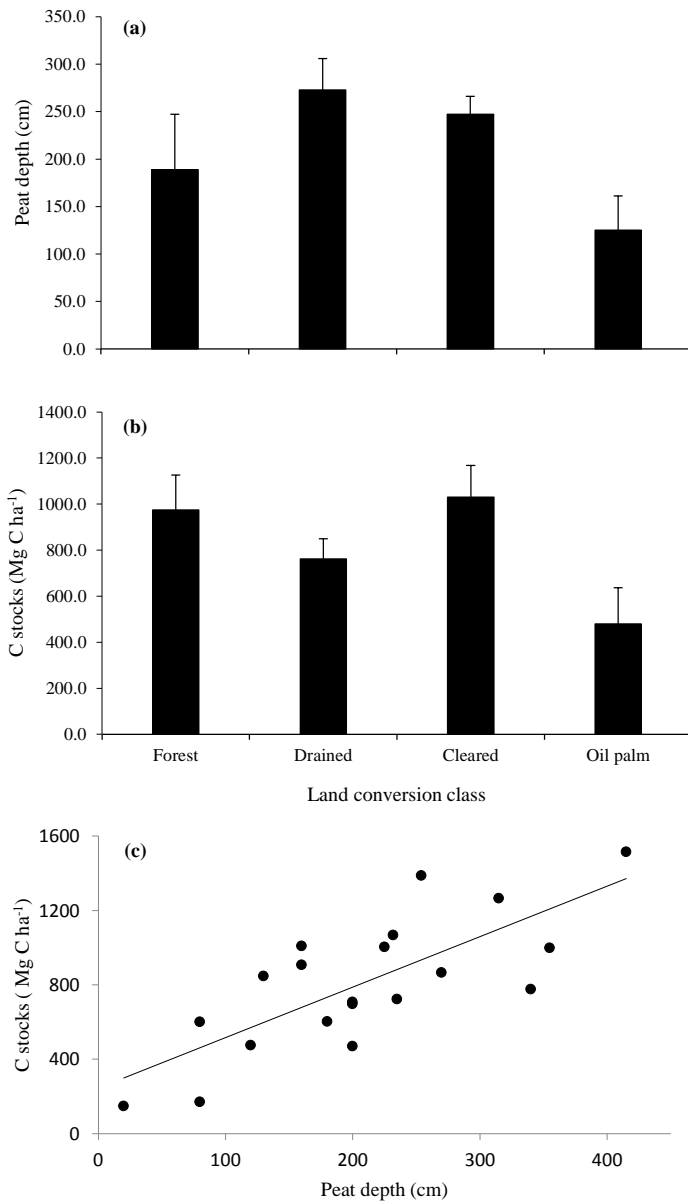 (a)
Peat depth (cm)
350.0
300.0
250.0
200.0
150.0
100.0
50.0
0.0
(b)
C stocks (Mg C ha-1)
1400.0
1200.0
1000.0
800.0
600.0
400.0
200.0
0.0
Forest Drained Cleared Oil palm
Land conversion class
(c)
C stocks ( Mg C ha-1)
1600
1200
800
400
0
0 100 200 300 400
Peat depth (cm)